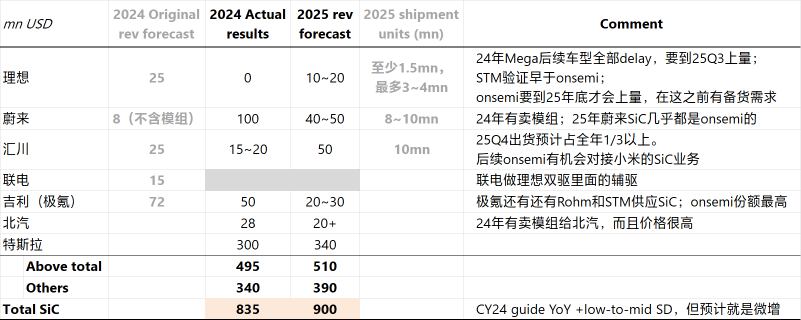 mn USD 2024 Original rev forecast 2024 Actual results 2025 rev forecast 2025 shipment units (mn) Comment
理想 25 0 10~20 至少1.5mn，最多3~4mn 24年Mega后续车型全部delay，要到25Q3上量；
STM验证早于onsemi；
onsemi要到25年底才会上量，在这之前有备货需求
蔚来 8（不含模组） 100 40~50 8~10mn 24年有卖模组；25年蔚来SiC几乎都是onsemi的
汇川 25 15~20 50 10mn 25Q4出货预计占全年1/3以上。
后续onsemi有机会对接小米的SiC业务
联电 15 联电做理想双驱里面的辅驱
吉利（极氪） 72 50 20~30 极氪还有还有Rohm和STM供应SiC；onsemi份额最高
北汽 28 20+ 24年有卖模组给北汽，而且价格很高
特斯拉 300 340
Above total 495 510
Others 340 390
Total SiC 835 900 CY24 guide YoY +low-to-mid SD，但预计就是微增